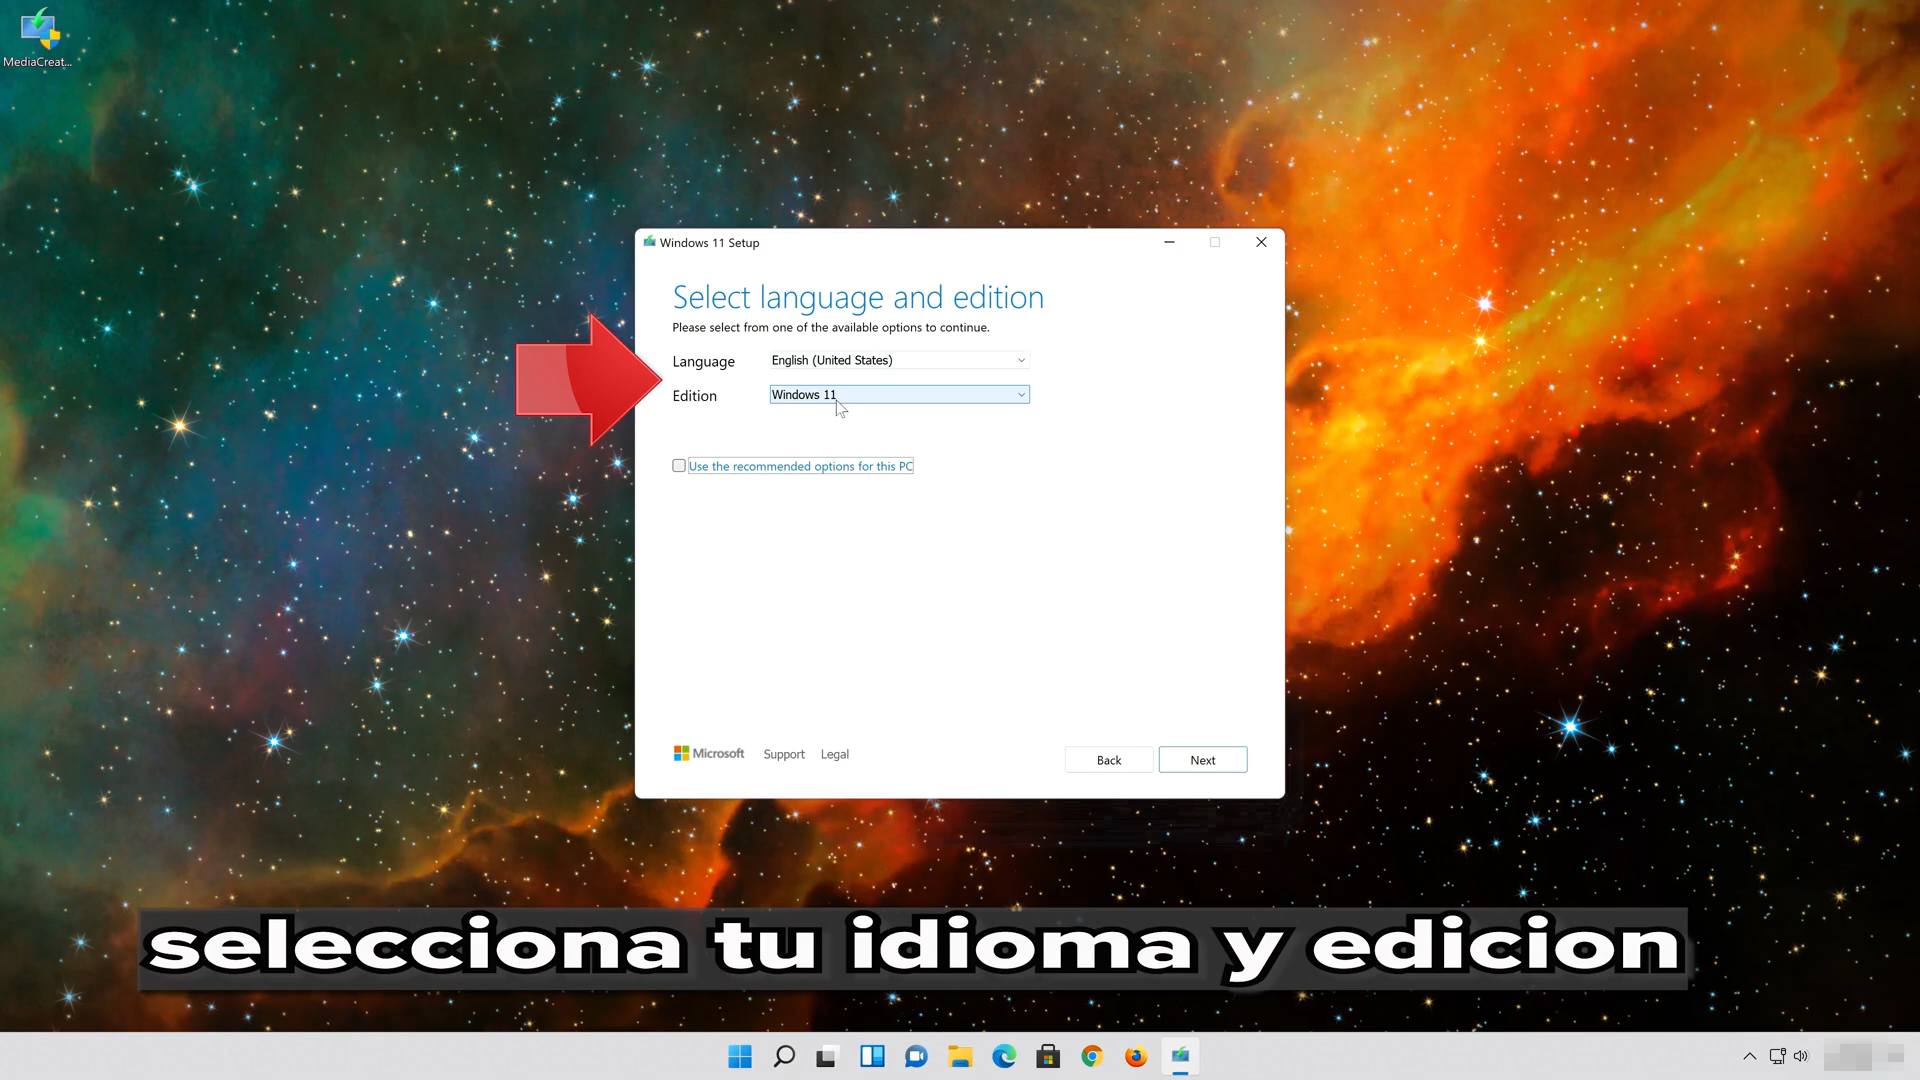 MediaCreat...
Windows 11 Setup
Select language and edition
Please select from one of the available options to continue.
Language English (United States)
Edition Windows 11
Use the recommended options for this PC
Microsoft Support Legal Back Next
selecciona tu idioma y edicion